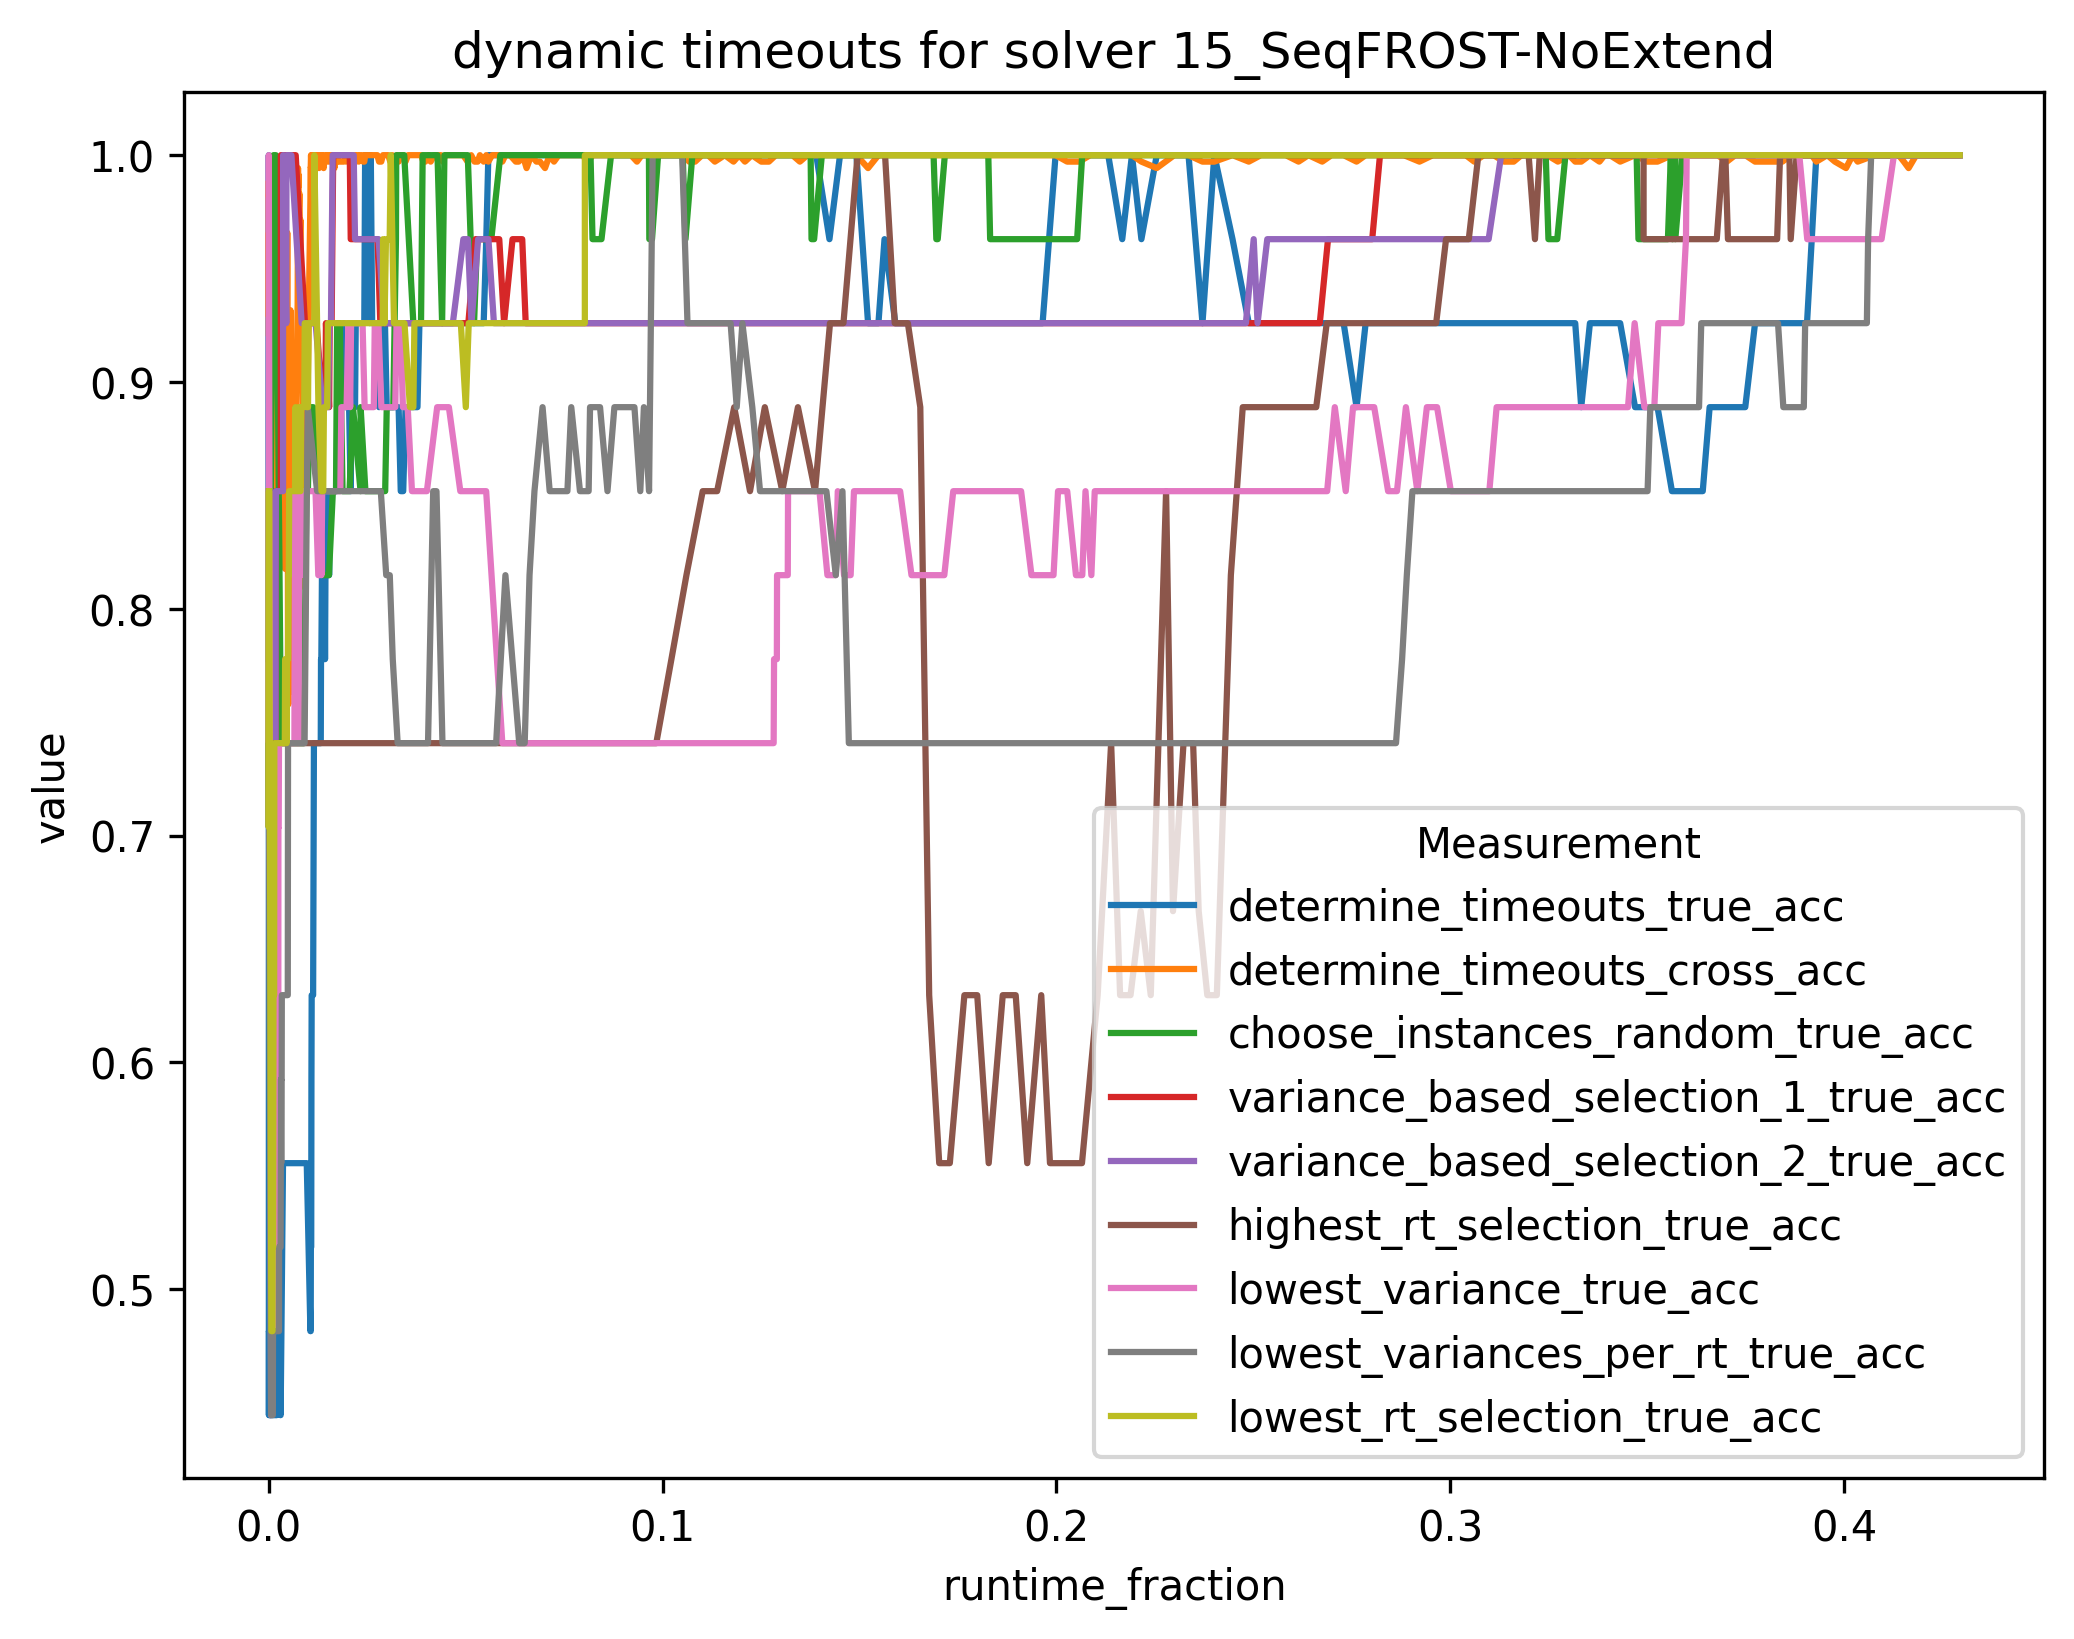 dynamic timeouts for solver 15_SeqFROST-NoExtend
1.0
0.9
0.8
0.7
0.6
0.5
value
0.0 0.1 0.2 0.3 0.4
runtime_fraction
Measurement
determine_timeouts_true_acc
determine_timeouts_cross_acc
choose_instances_random_true_acc
variance_based_selection_1_true_acc
variance_based_selection_2_true_acc
highest_rt_selection_true_acc
lowest_variance_true_acc
lowest_variances_per_rt_true_acc
lowest_rt_selection_true_acc